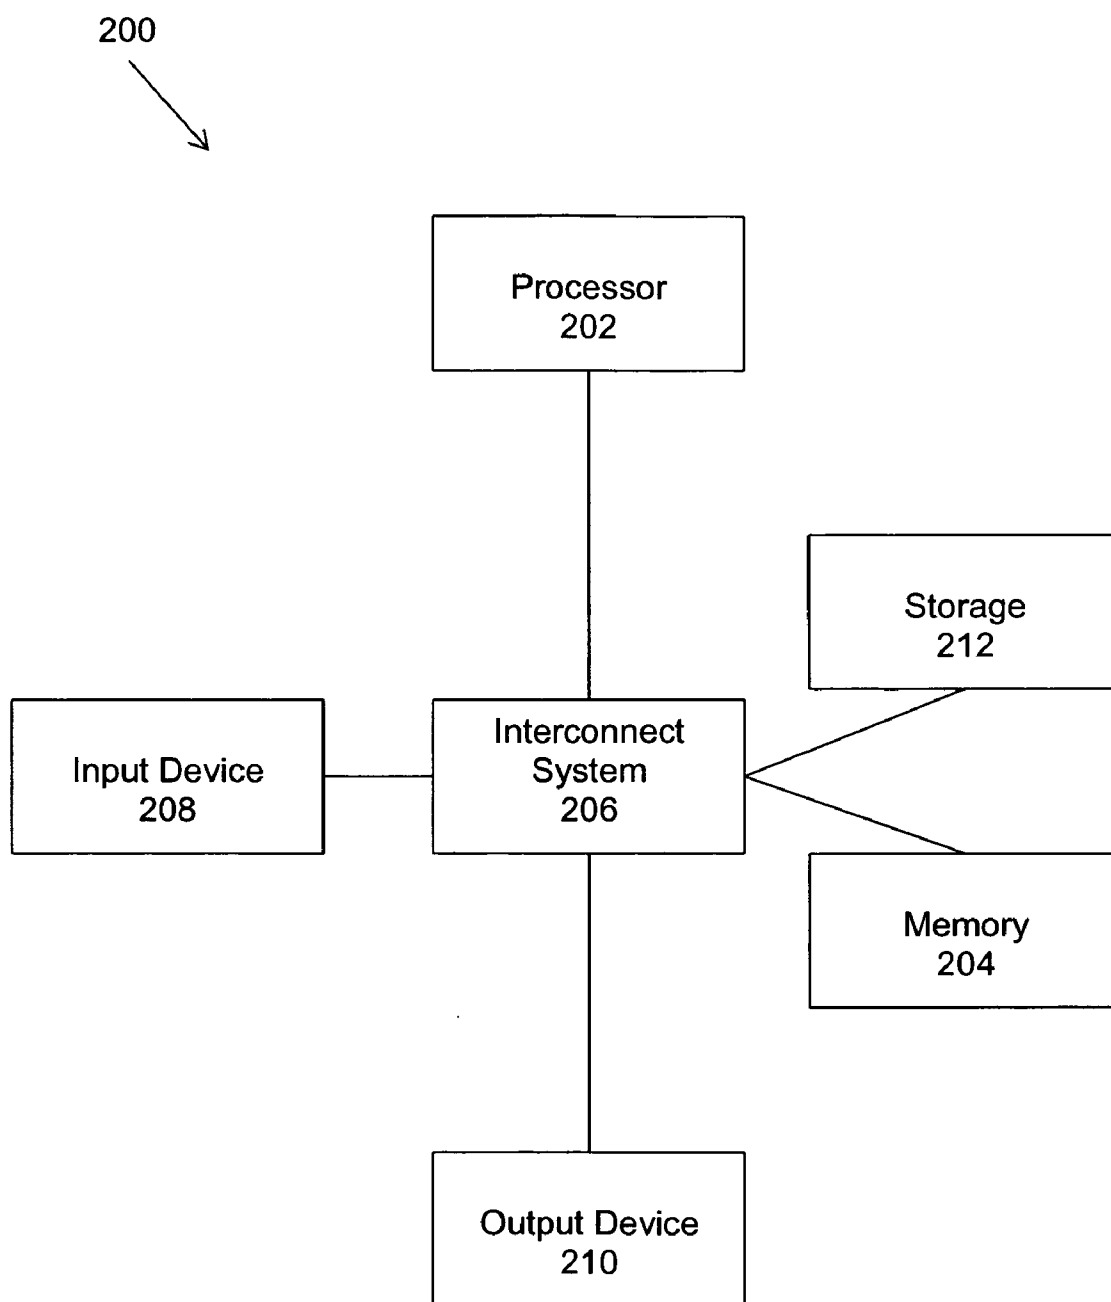 200
Processor
202
Storage
212
Interconnect
System
206
Input Device
208
Memory
204
Output Device
210